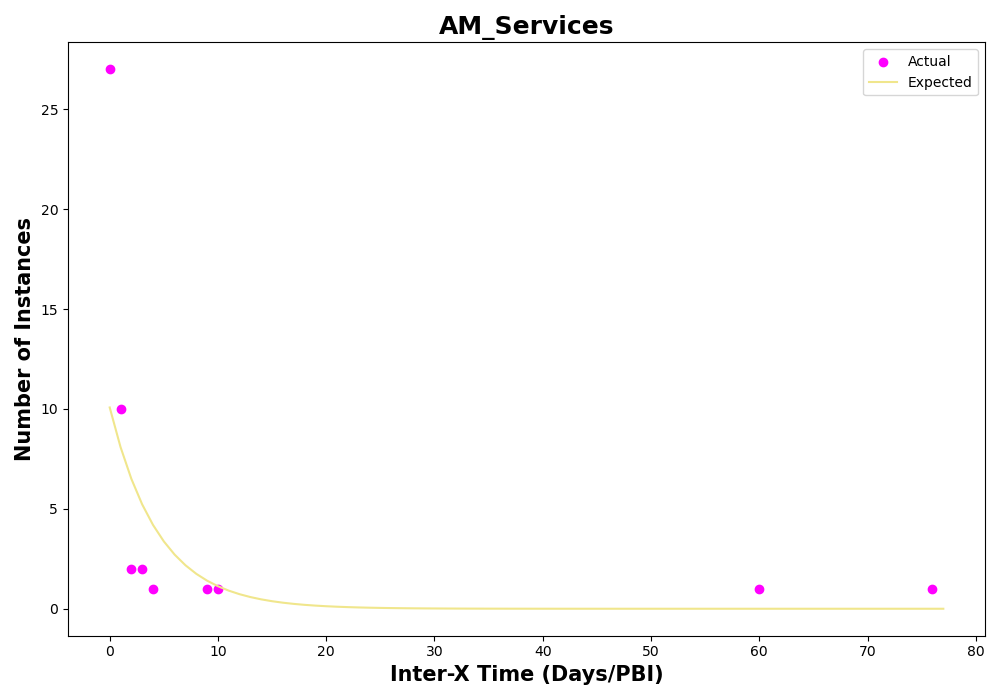 AM_Services
Actual
Expected
25
20
15
10
5
0
Number of Instances
0 10 20 30 40 50 60 70 80
Inter-X Time (Days/PBI)